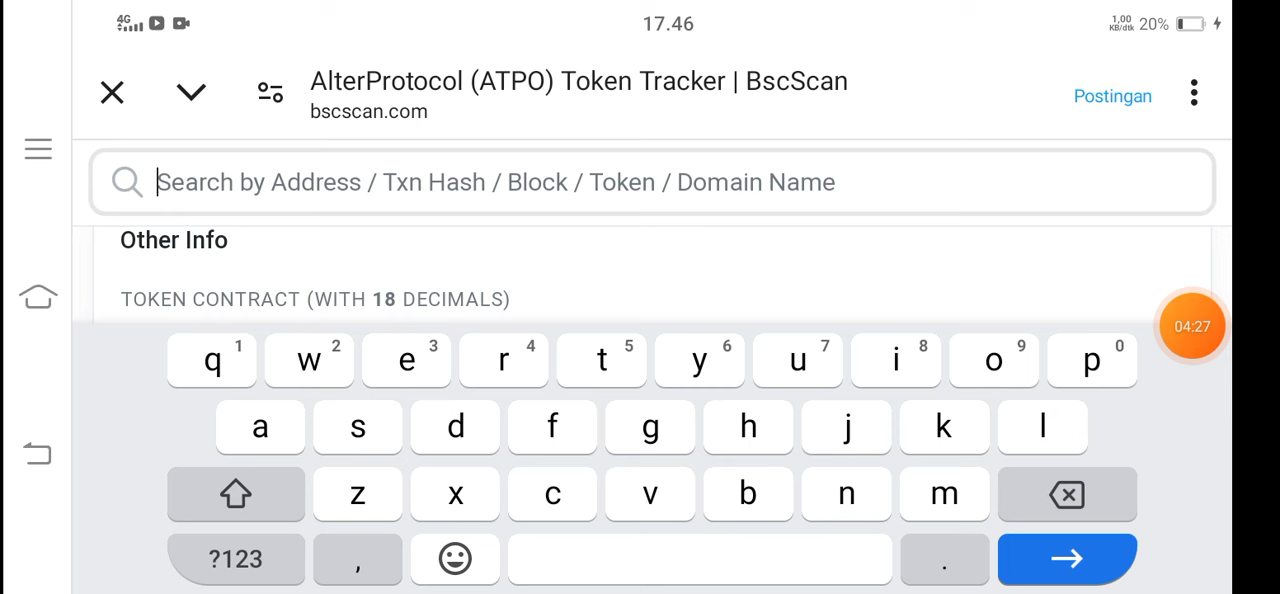 4G 17.46 1,00 KB/dtk 20%
AlterProtocol (ATPO) Token Tracker | BscScan
bscscan.com
Postingan
Search by Address / Txn Hash / Block / Token / Domain Name
Other Info
TOKEN CONTRACT (WITH 18 DECIMALS)
04:27
q 1 w 2 e 3 r 4 t 5 y 6 u 7 i 8 o 9 p 0
a s d f g h j k l
z x c v b n m
?123 , .